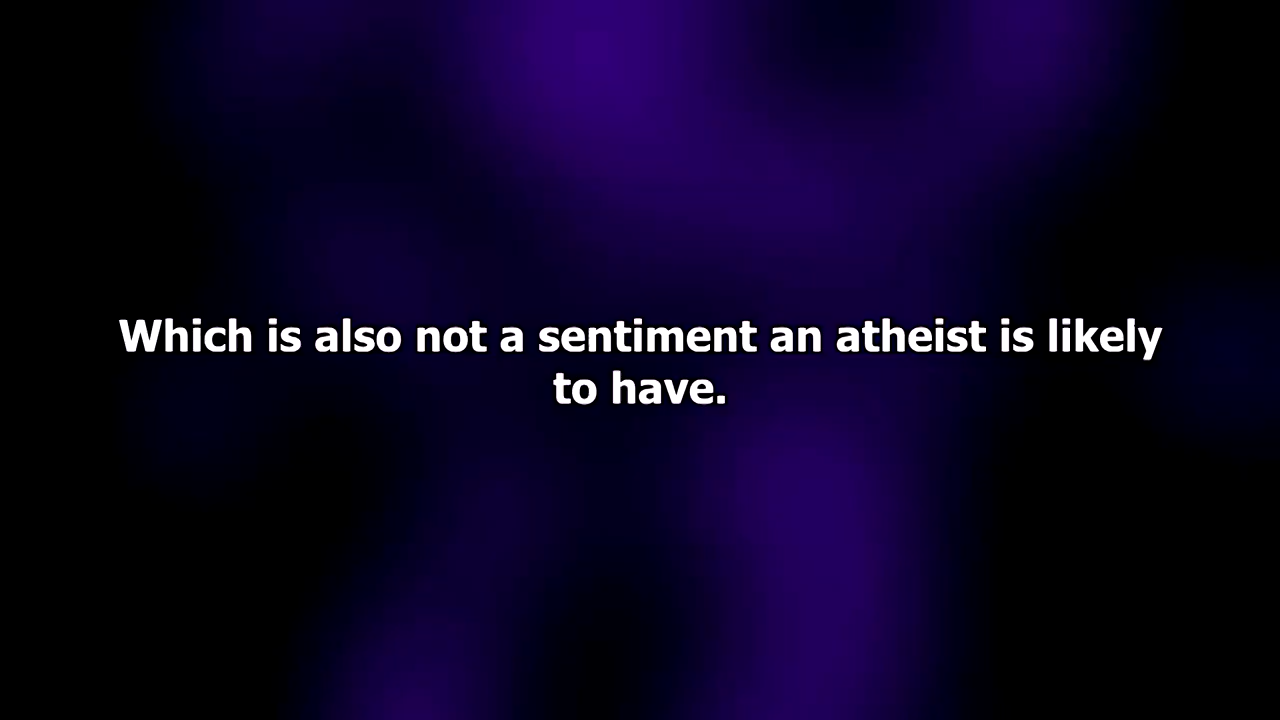 Which is also not a sentiment an atheist is likely
to have.